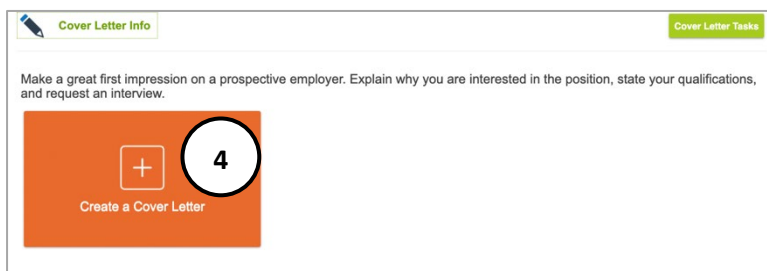 Cover Letter Info
Cover Letter Tasks
Make a great first impression on a prospective employer. Explain why you are interested in the position, state your qualifications,
and request an interview.
4
Create a Cover Letter